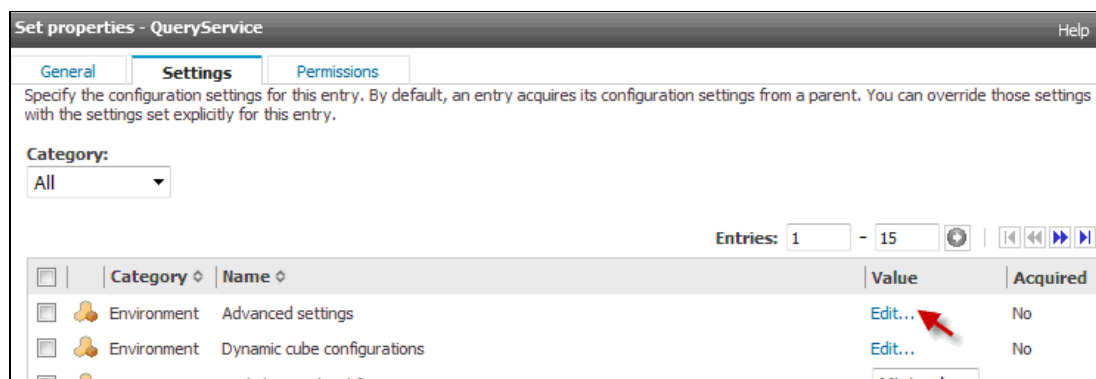 Set properties - QueryService Help
General Settings Permissions
Specify the configuration settings for this entry. By default, an entry acquires its configuration settings from a parent. You can override those settings
with the settings set explicitly for this entry.
Category:
All
Entries: 1 - 15
Category Name Value Acquired
Environment Advanced settings Edit... No
Environment Dynamic cube configurations Edit... No